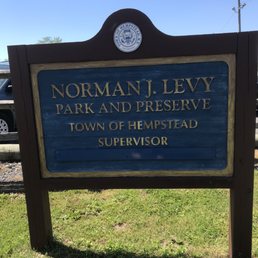 NORMAN J. LEVY
PARK AND PRESERVE
TOWN OF HEMPSTEAD
SUPERVISOR